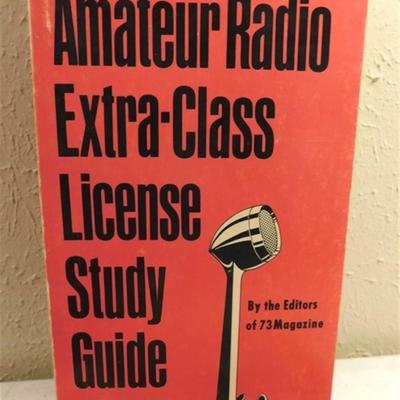 Amateur Radio
Extra-Class
License
Study
Guide
By the Editors
of 73Magazine